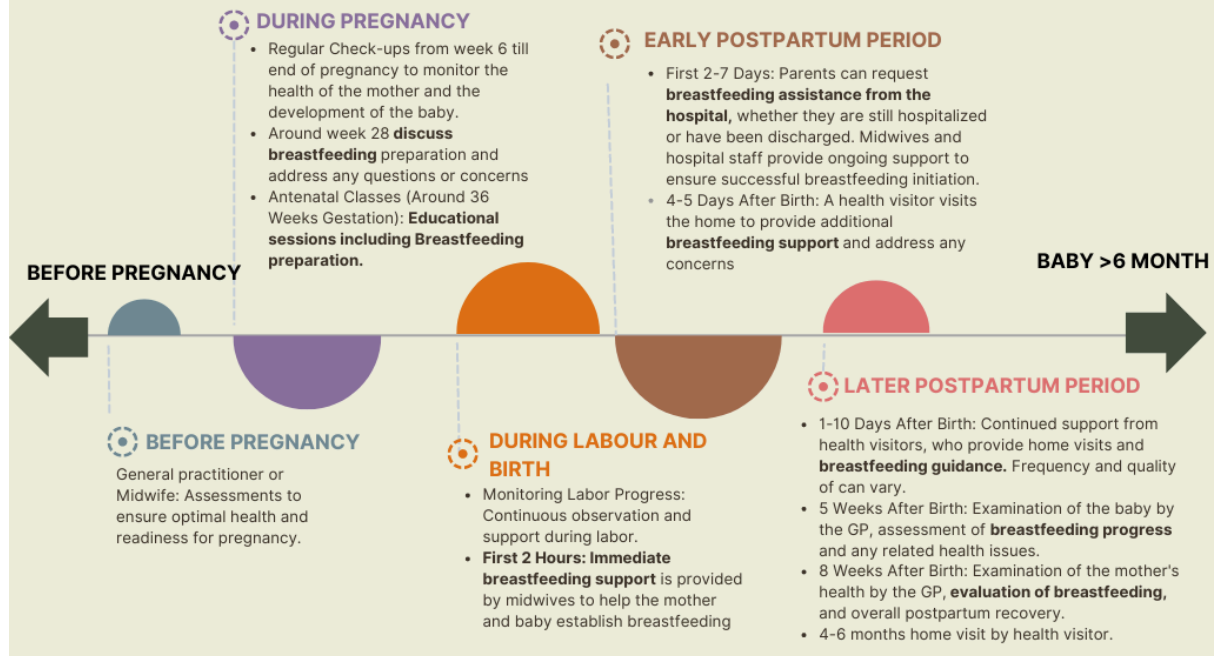 DURING PREGNANCY
• Regular Check-ups from week 6 till
end of pregnancy to monitor the
health of the mother and the
development of the baby.
• Around week 28 discuss
breastfeeding preparation and
address any questions or concerns
• Antenatal Classes (Around 36
Weeks Gestation): Educational
sessions including Breastfeeding
preparation.
EARLY POSTPARTUM PERIOD
• First 2-7 Days: Parents can request
breastfeeding assistance from the
hospital, whether they are still hospitalized
or have been discharged. Midwives and
hospital staff provide ongoing support to
ensure successful breastfeeding initiation.
• 4-5 Days After Birth: A health visitor visits
the home to provide additional
breastfeeding support and address any
concerns
BEFORE PREGNANCY
BABY >6 MONTH
BEFORE PREGNANCY
General practitioner or
Midwife: Assessments to
ensure optimal health and
readiness for pregnancy.
DURING LABOUR AND
BIRTH
• Monitoring Labor Progress:
Continuous observation and
support during labor.
• First 2 Hours: Immediate
breastfeeding support is provided
by midwives to help the mother
and baby establish breastfeeding
LATER POSTPARTUM PERIOD
• 1-10 Days After Birth: Continued support from
health visitors, who provide home visits and
breastfeeding guidance. Frequency and quality
of can vary.
• 5 Weeks After Birth: Examination of the baby by
the GP, assessment of breastfeeding progress
and any related health issues.
• 8 Weeks After Birth: Examination of the mother's
health by the GP, evaluation of breastfeeding,
and overall postpartum recovery.
• 4-6 months home visit by health visitor.